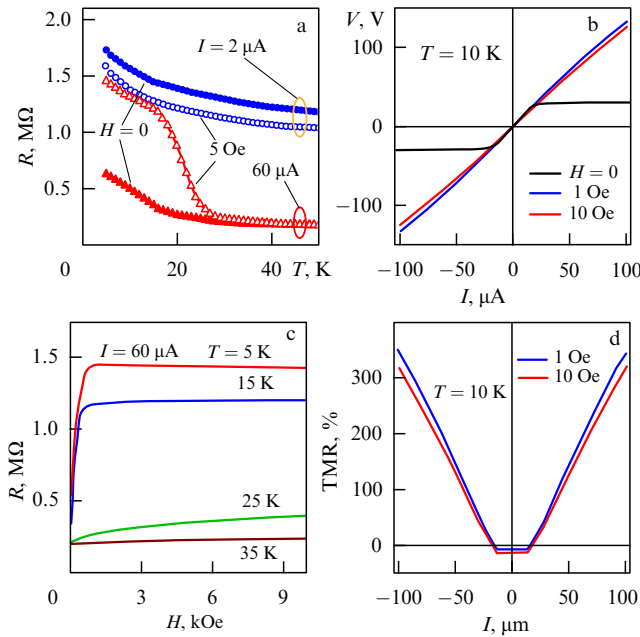 a
2.0
1.5
1.0
0.5
0
20
40
T, K
R, MΩ
I = 2 μA
H = 0
5 Oe
60 μA
b
V, V
100
0
−100
T = 10 K
H = 0
1 Oe
10 Oe
−100
−50
0
50
100
I, μA
c
I = 60 μA
T = 5 K
15 K
25 K
35 K
1.5
1.0
0.5
0
3
6
9
R, MΩ
H, kOe
d
1 Oe
10 Oe
T = 10 K
300
200
100
0
TMR, %
−100
−50
0
50
100
I, μm